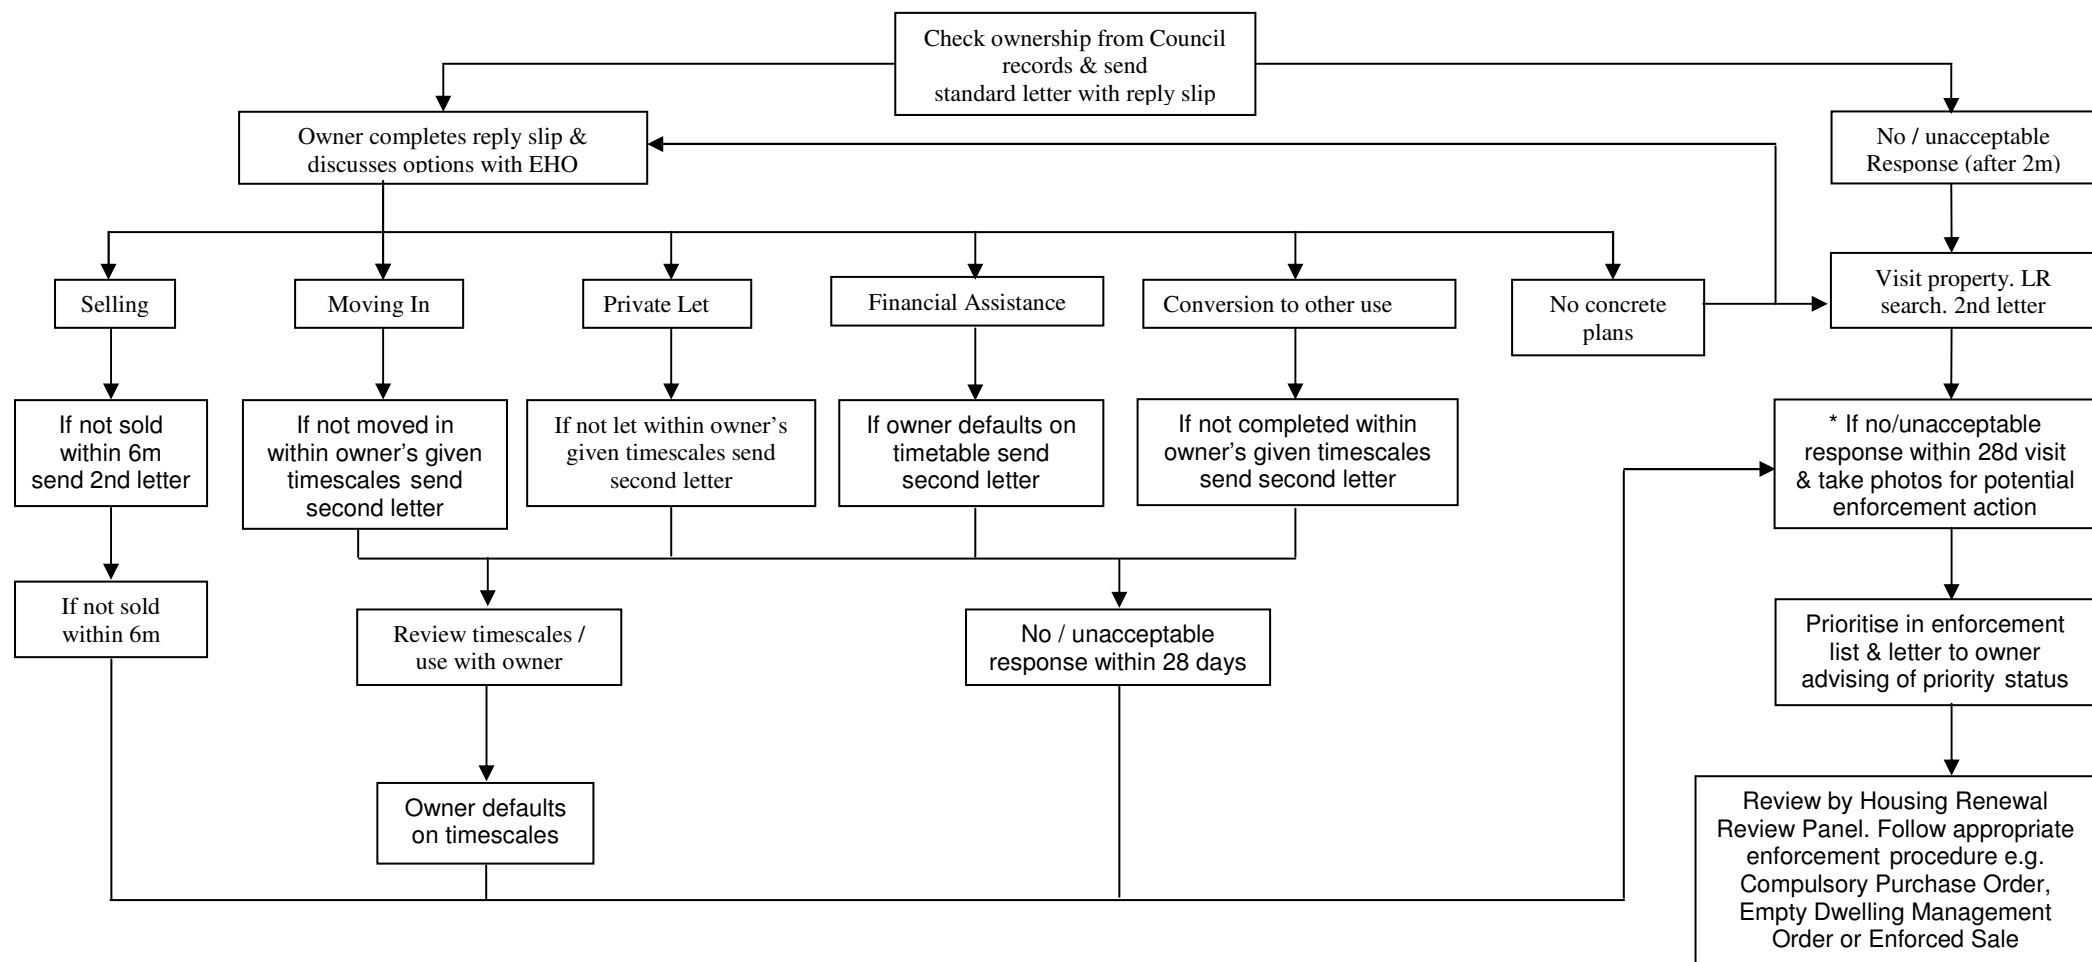 Check ownership from Council
records & send
standard letter with reply slip
Owner completes reply slip &
discusses options with EHO
No / unacceptable
Response (after 2m)
Selling
Moving In
Private Let
Financial Assistance
Conversion to other use
No concrete
plans
Visit property. LR
search. 2nd letter
If not sold
within 6m
send 2nd letter
If not moved in
within owner's given
timescales send
second letter
If not let within owner's
given timescales send
second letter
If owner defaults on
timetable send
second letter
If not completed within
owner's given timescales
send second letter
* If no/unacceptable
response within 28d visit
& take photos for potential
enforcement action
If not sold
within 6m
Review timescales /
use with owner
No / unacceptable
response within 28 days
Prioritise in enforcement
list & letter to owner
advising of priority status
Owner defaults
on timescales
Review by Housing Renewal
Review Panel. Follow appropriate
enforcement procedure e.g.
Compulsory Purchase Order,
Empty Dwelling Management
Order or Enforced Sale